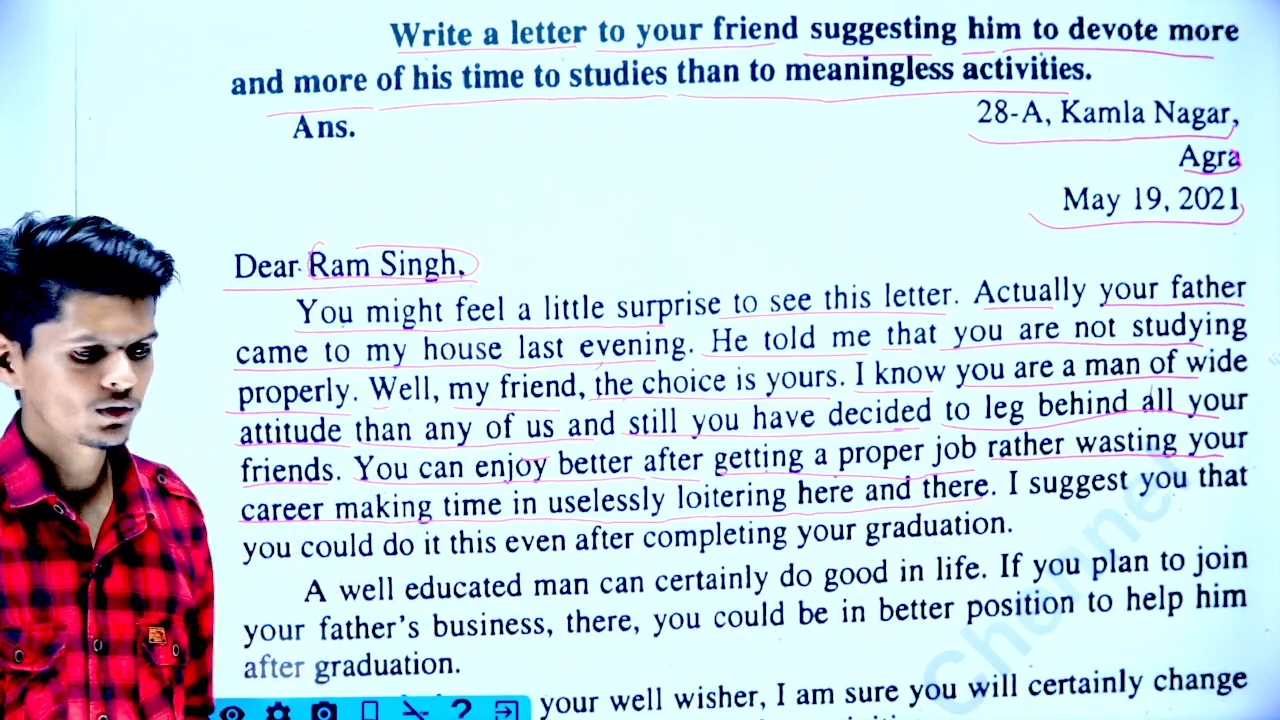 Write a letter to your friend suggesting him to devote more
and more of his time to studies than to meaningless activities.
Ans.
28-A, Kamla Nagar,
Agra
May 19, 2021
Dear Ram Singh,
You might feel a little surprise to see this letter. Actually your father
came to my house last evening. He told me that you are not studying
properly. Well, my friend, the choice is yours. I know you are a man of wide
attitude than any of us and still you have decided to leg behind all your
friends. You can enjoy better after getting a proper job rather wasting your
career making time in uselessly loitering here and there. I suggest you that
you could do it this even after completing your graduation.
A well educated man can certainly do good in life. If you plan to join
your father's business, there, you could be in better position to help him
after graduation.
your well wisher, I am sure you will certainly change
Channel